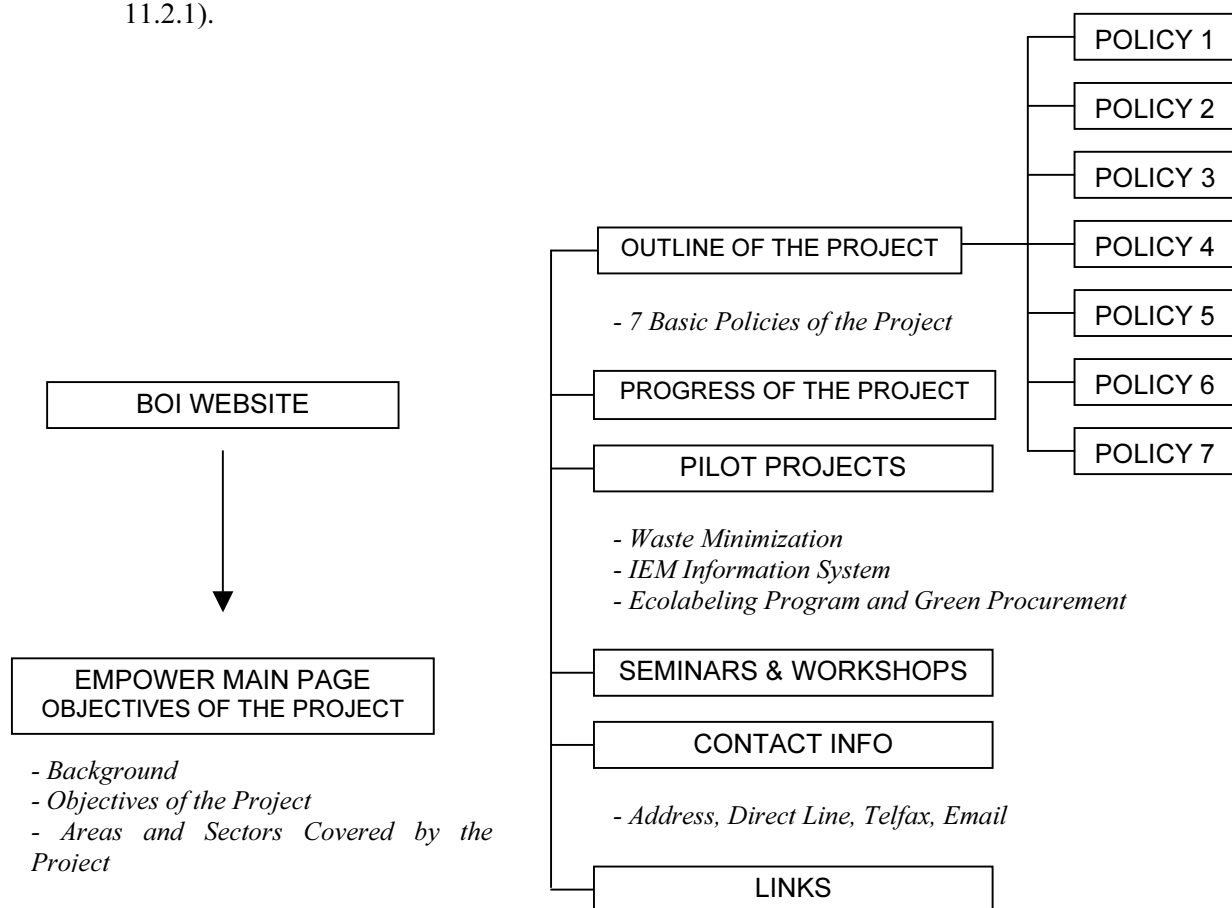 11.2.1).
BOI WEBSITE
EMPOWER MAIN PAGE
OBJECTIVES OF THE PROJECT
- Background
- Objectives of the Project
- Areas and Sectors Covered by the
Project
OUTLINE OF THE PROJECT
- 7 Basic Policies of the Project
PROGRESS OF THE PROJECT
PILOT PROJECTS
- Waste Minimization
- IEM Information System
- Ecolabeling Program and Green Procurement
SEMINARS & WORKSHOPS
CONTACT INFO
- Address, Direct Line, Telfax, Email
LINKS
POLICY 1
POLICY 2
POLICY 3
POLICY 4
POLICY 5
POLICY 6
POLICY 7